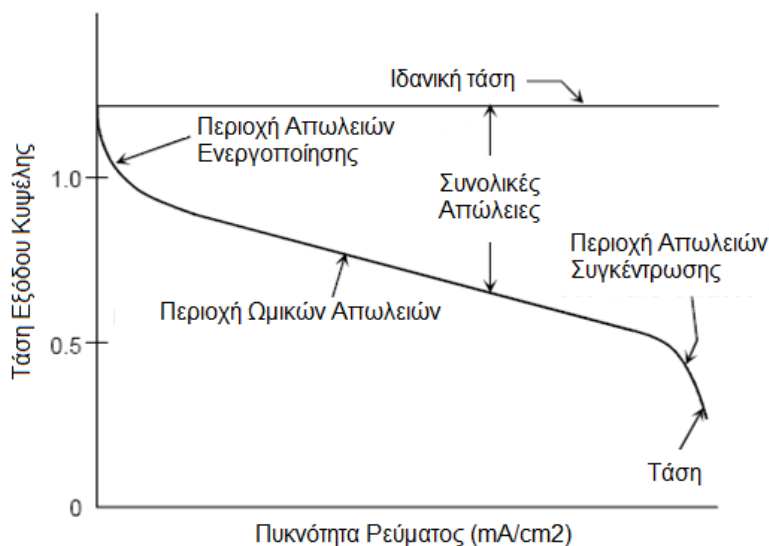 Ιδανική τάση
Περιοχή Απωλειών
Ενεργοποίησης
1.0
Συνολικές
Απώλειες
Περιοχή Απωλειών
Συγκέντρωσης
Περιοχή Ωμικών Απωλειών
0.5
Τάση
0
Τάση Εξόδου Κυψέλης
Πυκνότητα Ρεύματος (mA/cm2)